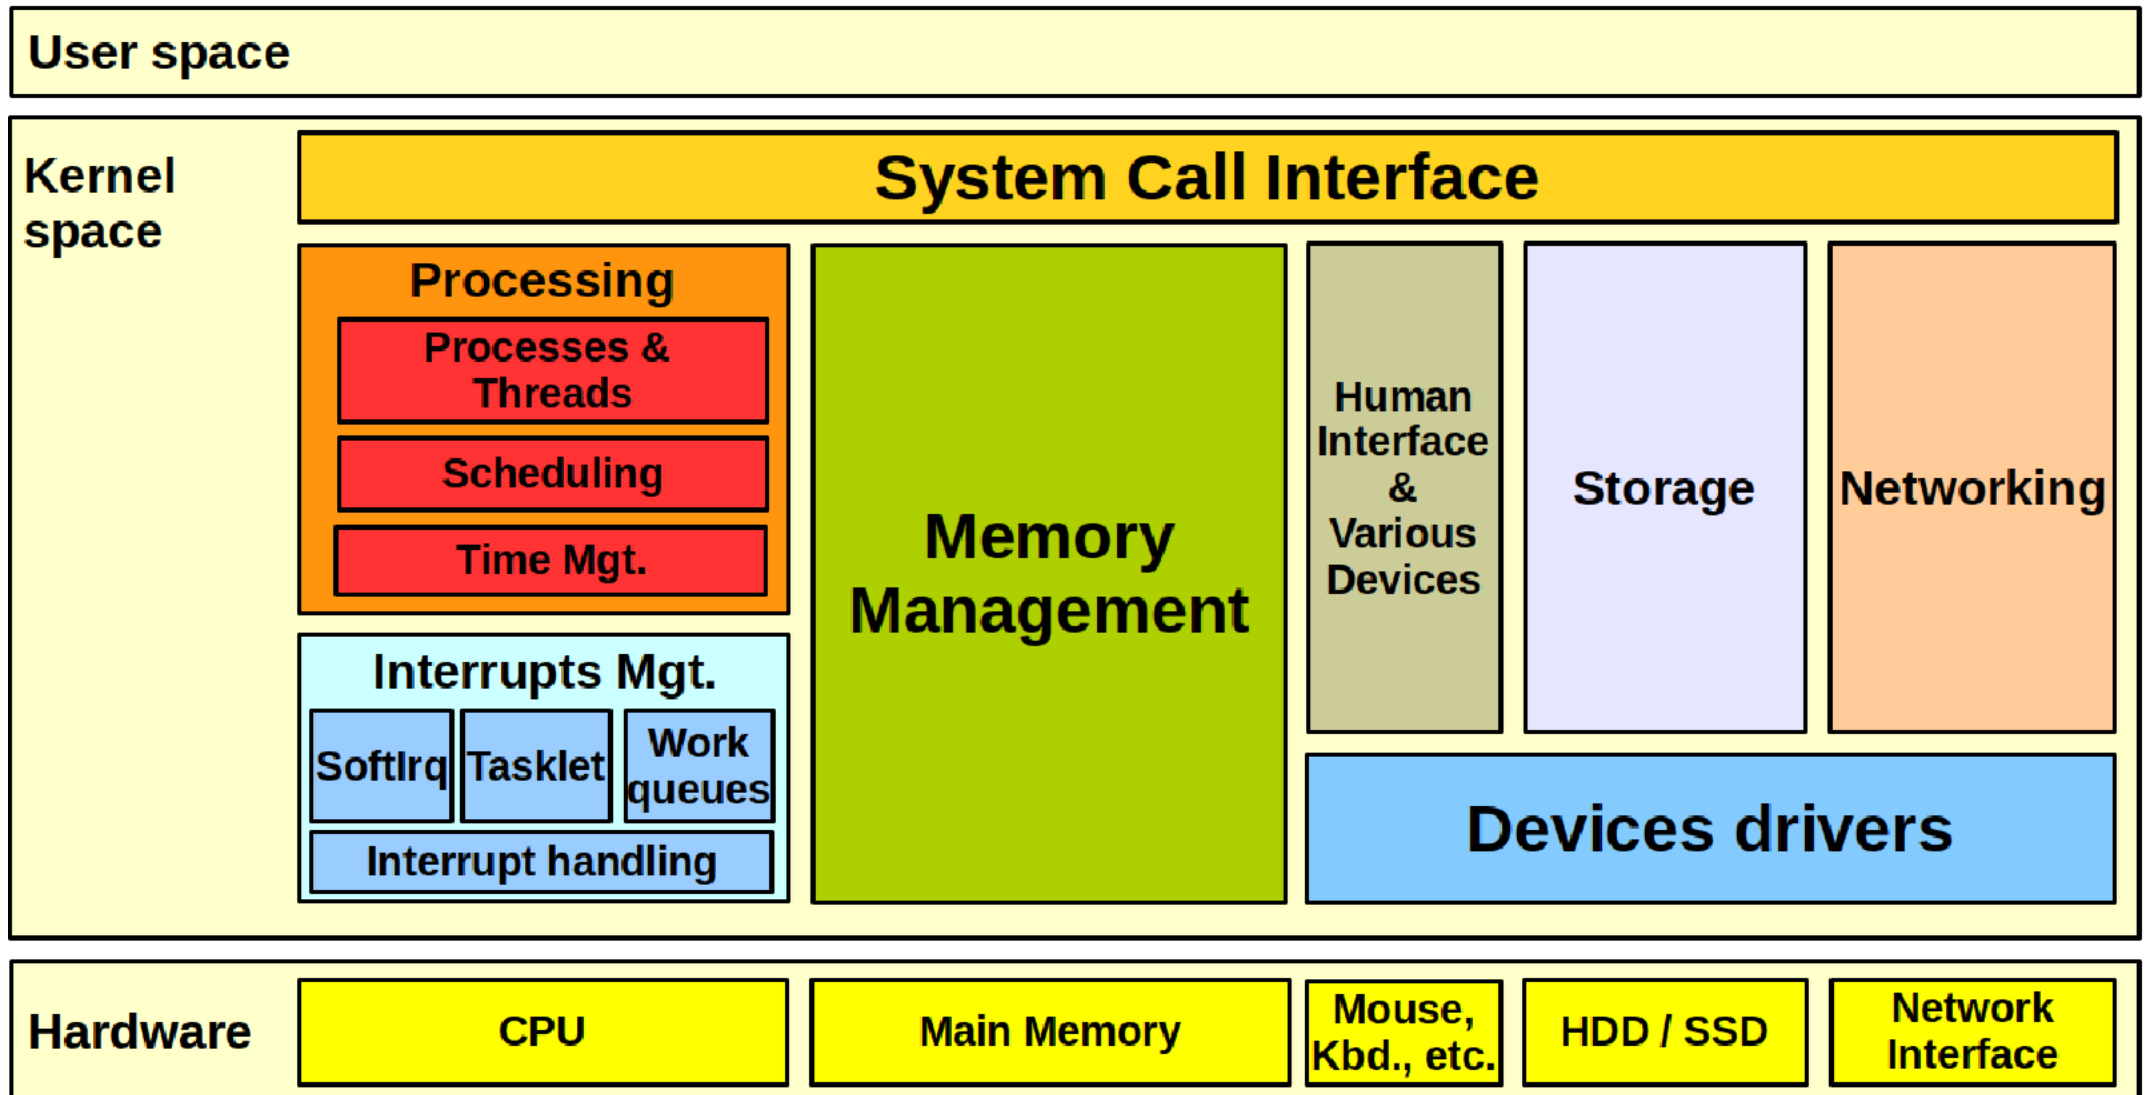 User space
Kernel
space
System Call Interface
Processing
Processes &
Threads
Scheduling
Time Mgt.
Interrupts Mgt.
SoftIrq
Tasklet
Work
queues
Interrupt handling
Memory
Management
Human
Interface
&
Various
Devices
Storage
Networking
Devices drivers
Hardware
CPU
Main Memory
Mouse,
Kbd., etc.
HDD / SSD
Network
Interface